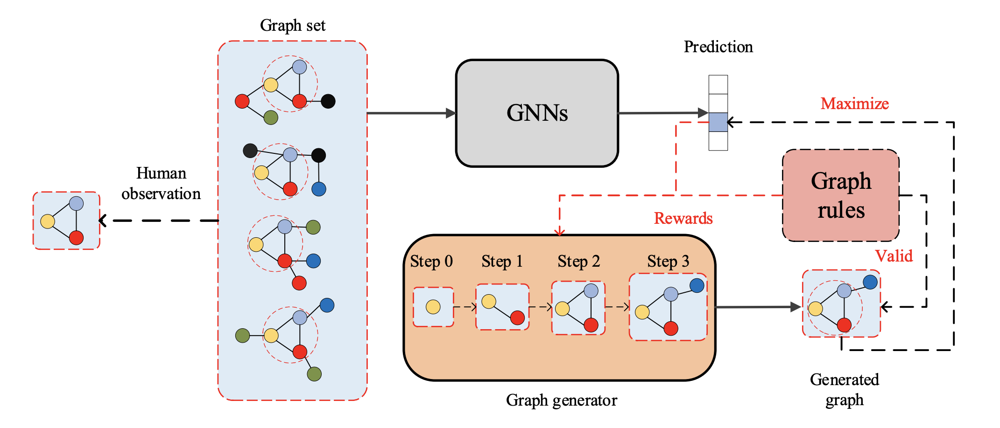 Graph set
Prediction
GNNs
Maximize
Human
observation
Graph
rules
Rewards
Valid
Step 0
Step 1
Step 2
Step 3
Generated
graph
Graph generator